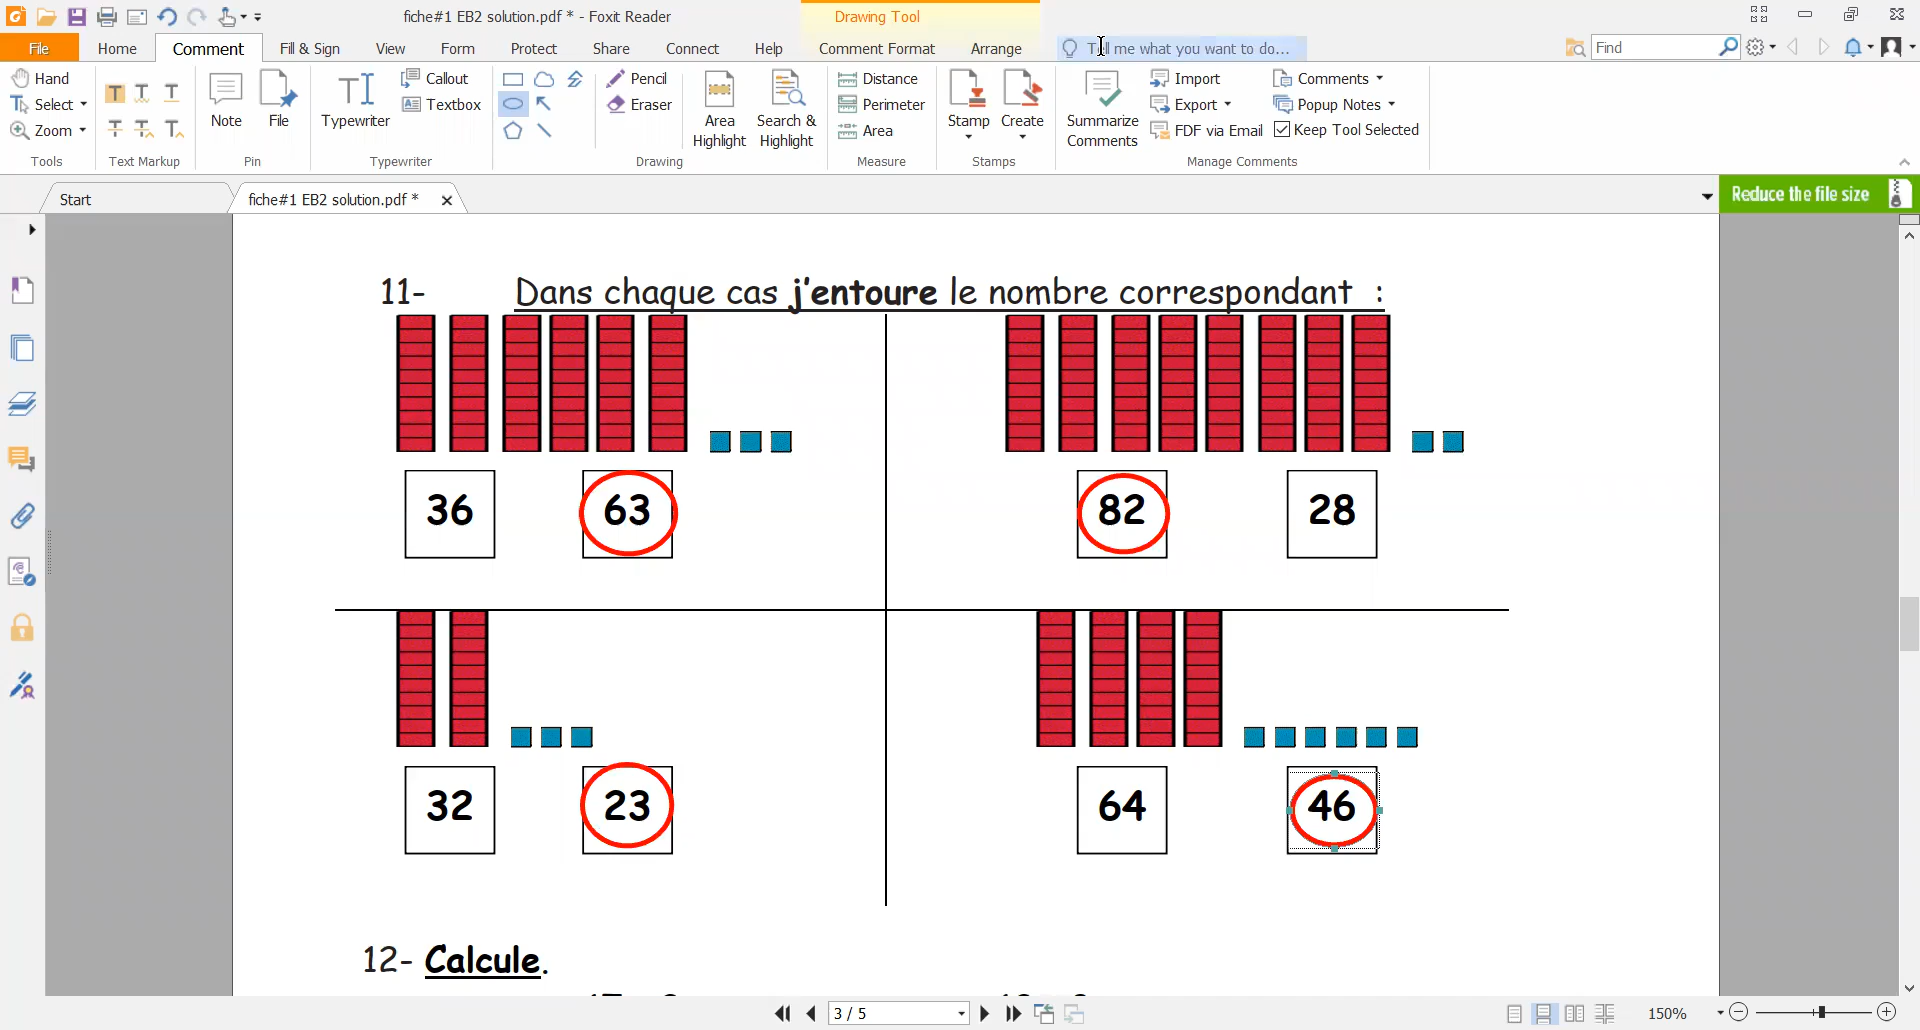 fiche#1 EB2 solution.pdf * - Foxit Reader
Drawing Tool
File Home Comment Fill & Sign View Form Protect Share Connect Help Comment Format Arrange Tell me what you want to do... Find
Hand
Select
Zoom
Tools
Text Markup
Note
File
Pin
Typewriter
Callout
Textbox
Typewriter
Pencil
Eraser
Area Highlight
Search & Highlight
Drawing
Distance
Perimeter
Area
Measure
Stamp
Create
Stamps
Summarize Comments
Import
Export
FDF via Email
Comments
Popup Notes
Keep Tool Selected
Manage Comments
Start
fiche#1 EB2 solution.pdf *
Reduce the file size
11- Dans chaque cas j'entoure le nombre correspondant :
36 63 82 28
32 23 64 46
12- Calcule.
3 / 5
150%